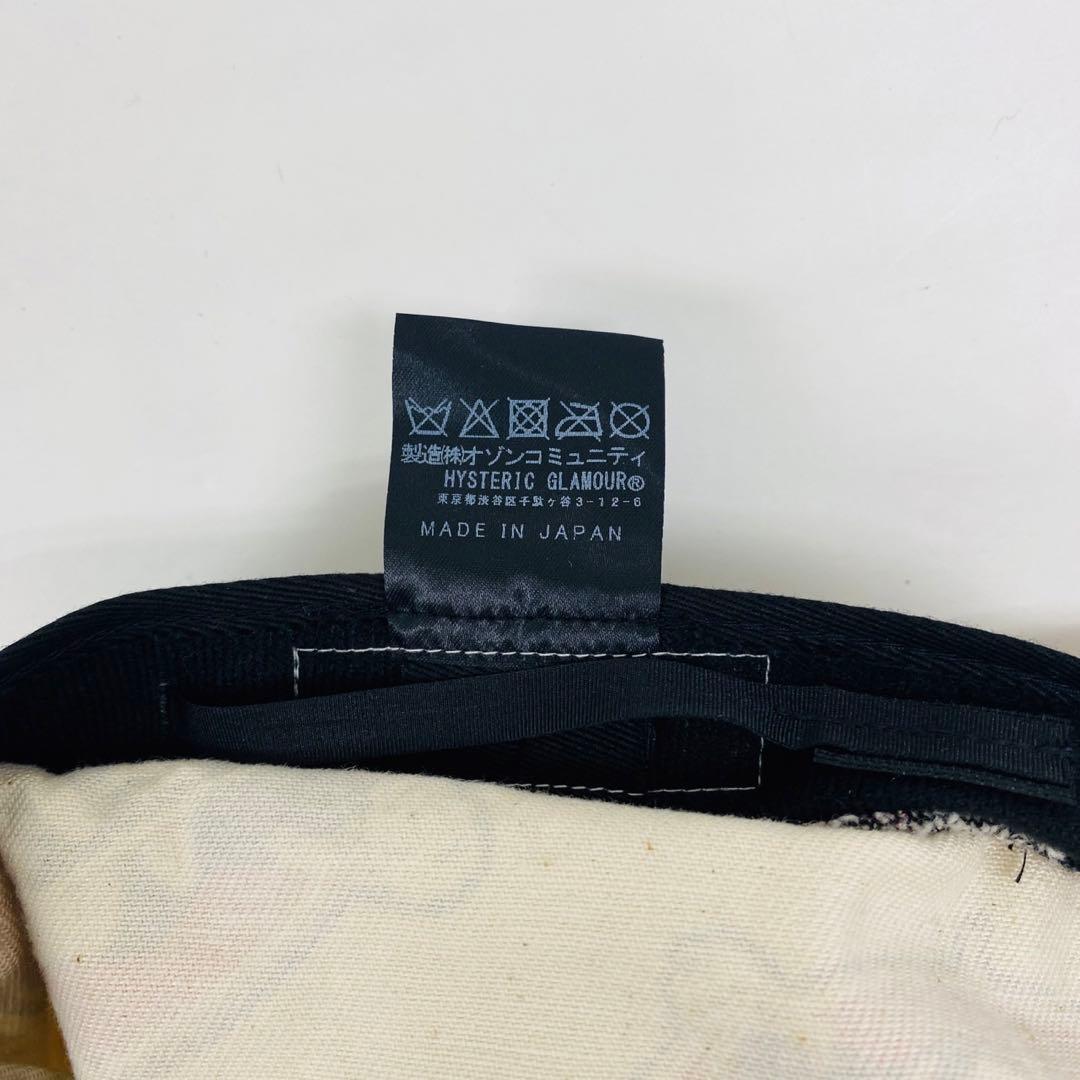 製造(株)オゾンコミュニティ
HYSTERIC GLAMOUR®
東京都渋谷区千駄ヶ谷3-12-6
MADE IN JAPAN